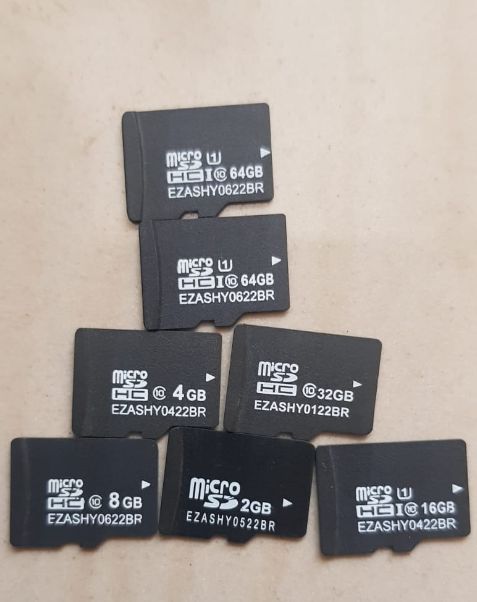 micro SD HC I U1 10 64GB
EZASHY0622BR
micro SD HC I U1 10 64GB
EZASHY0622BR
micro SD HC 10 4GB
EZASHY0422BR
micro SD HC 10 32GB
EZASHY0122BR
micro SD HC 10 8GB
EZASHY0622BR
micro SD 2GB
EZASHY0522BR
micro SD HC I U1 10 16GB
EZASHY0422BR